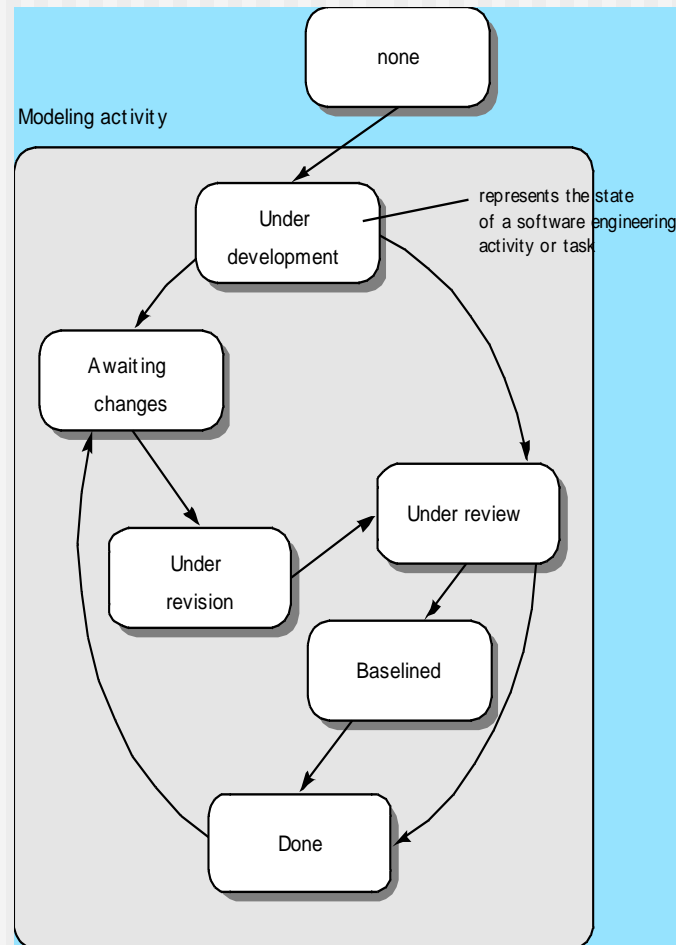 none
Modeling activity
represents the state
of a software engineering
activity or task
Under
development
Awaiting
changes
Under review
Under
revision
Baselined
Done